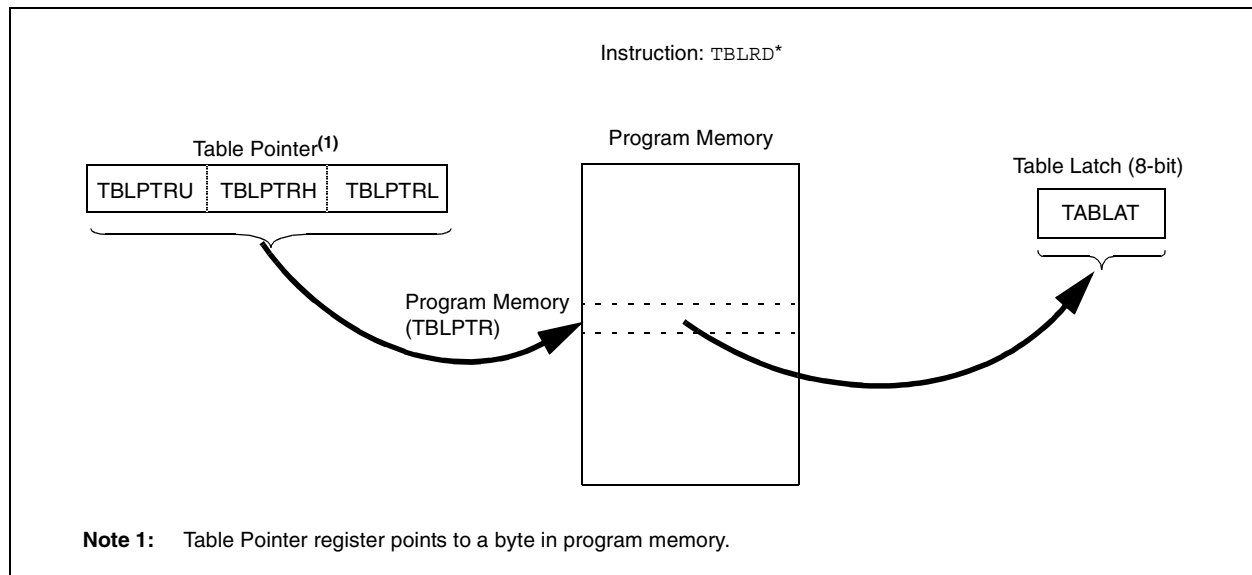 Instruction: TBLRD*
Table Pointer(1)
TBLPTRU TBLPTRH TBLPTRL
Program Memory
Table Latch (8-bit)
TABLAT
Program Memory
(TBLPTR)
Note 1: Table Pointer register points to a byte in program memory.